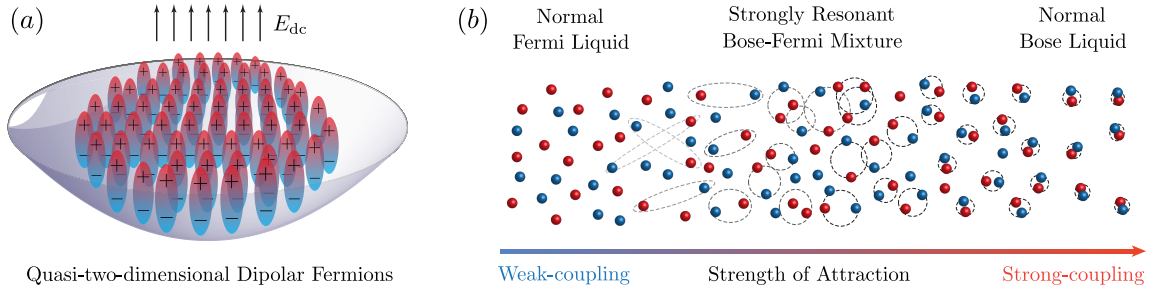 (a)
E_dc
Quasi-two-dimensional Dipolar Fermions
(b)
Normal
Fermi Liquid
Strongly Resonant
Bose-Fermi Mixture
Normal
Bose Liquid
Weak-coupling
Strength of Attraction
Strong-coupling